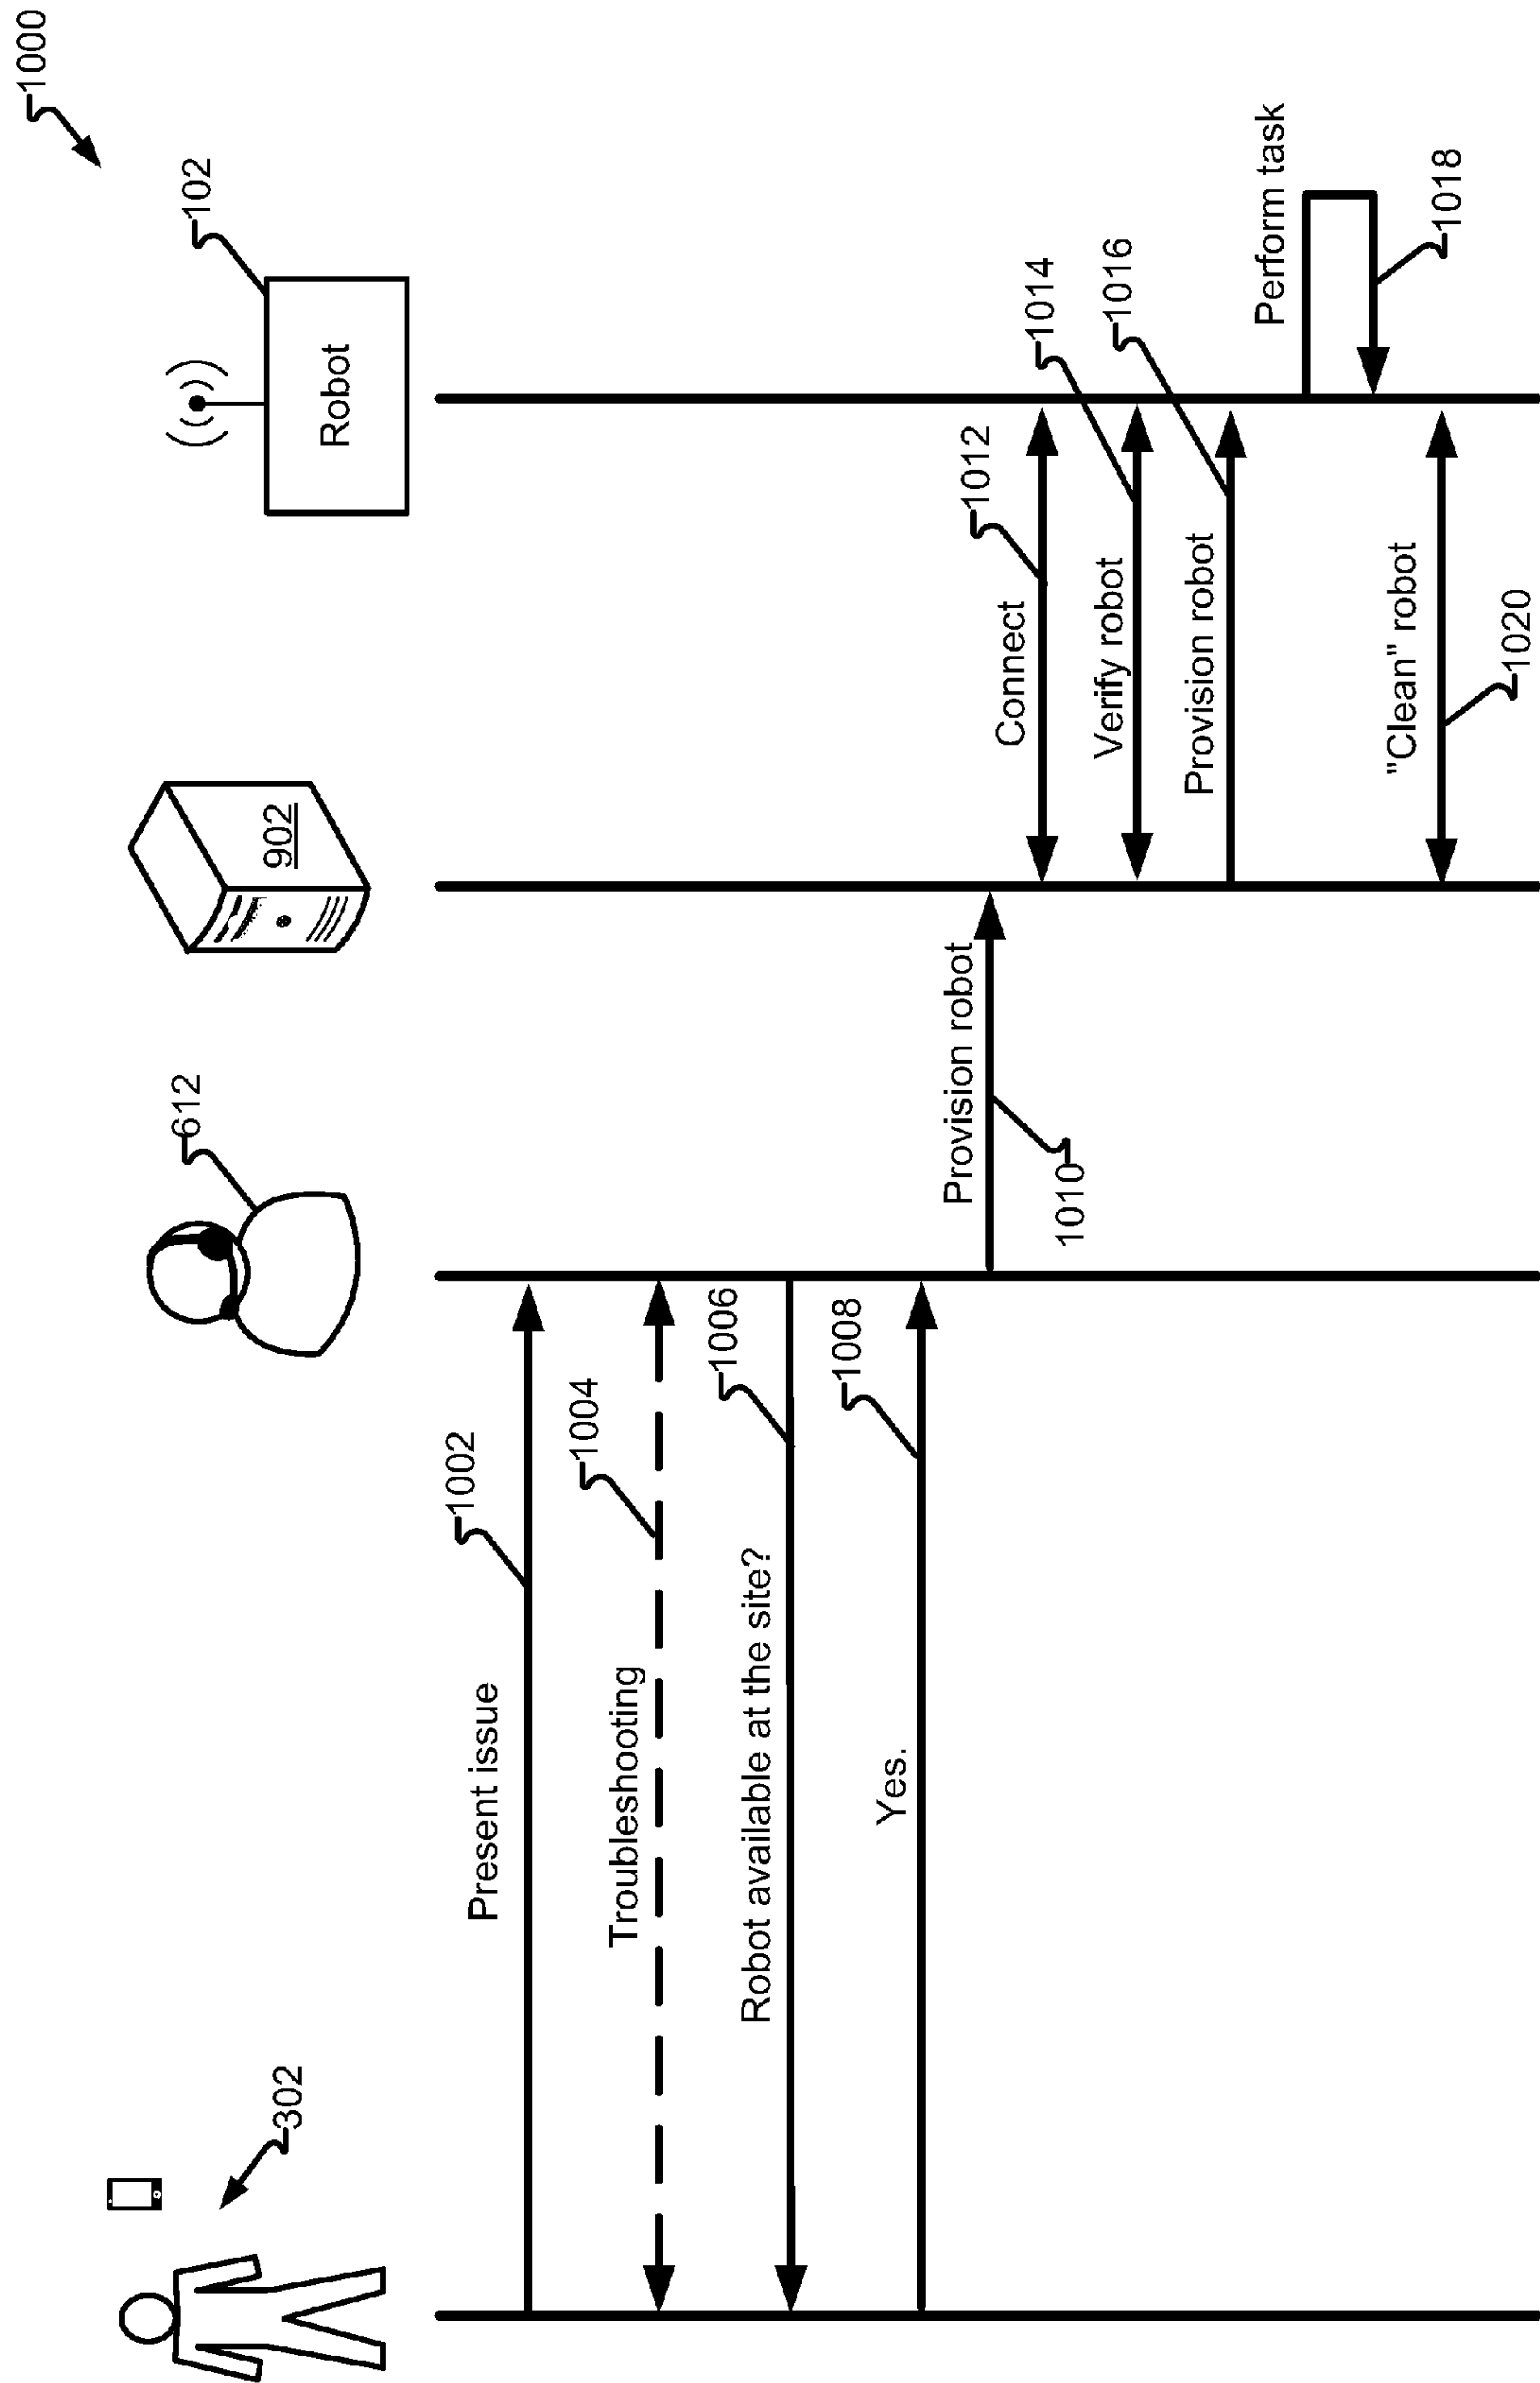 1000
302
612
902
102
Robot
Present issue
1002
Troubleshooting
1004
Robot available at the site?
1006
Yes.
1008
Provision robot
1010
Connect
1012
Verify robot
1014
Provision robot
1016
Perform task
1018
"Clean" robot
1020